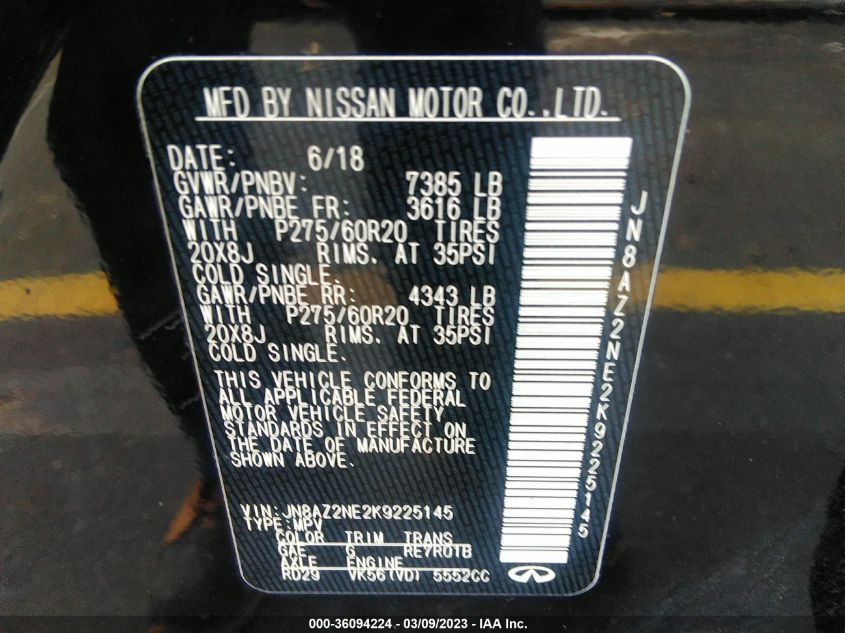 MFD BY NISSAN MOTOR CO.,LTD.
DATE: 6/18
GVWR/PNBV: 7385 LB
GAWR/PNBE FR: 3616 LB
WITH P275/60R20 TIRES
20X8J RIMS. AT 35PSI
COLD SINGLE.
GAWR/PNBE RR: 4343 LB
WITH P275/60R20 TIRES
20X8J RIMS. AT 35PSI
COLD SINGLE.
THIS VEHICLE CONFORMS TO
ALL APPLICABLE FEDERAL
MOTOR VEHICLE SAFETY
STANDARDS IN EFFECT ON
THE DATE OF MANUFACTURE
SHOWN ABOVE.
VIN:JN8AZ2NE2K9225145
TYPE:MPV
COLOR TRIM TRANS
GAE G RE7R01B
AXLE ENGINE
RD29 VK56(VD) 5552CC
JN8AZ2NE2K9225145
000-36094224 — 03/09/2023 — IAA Inc.